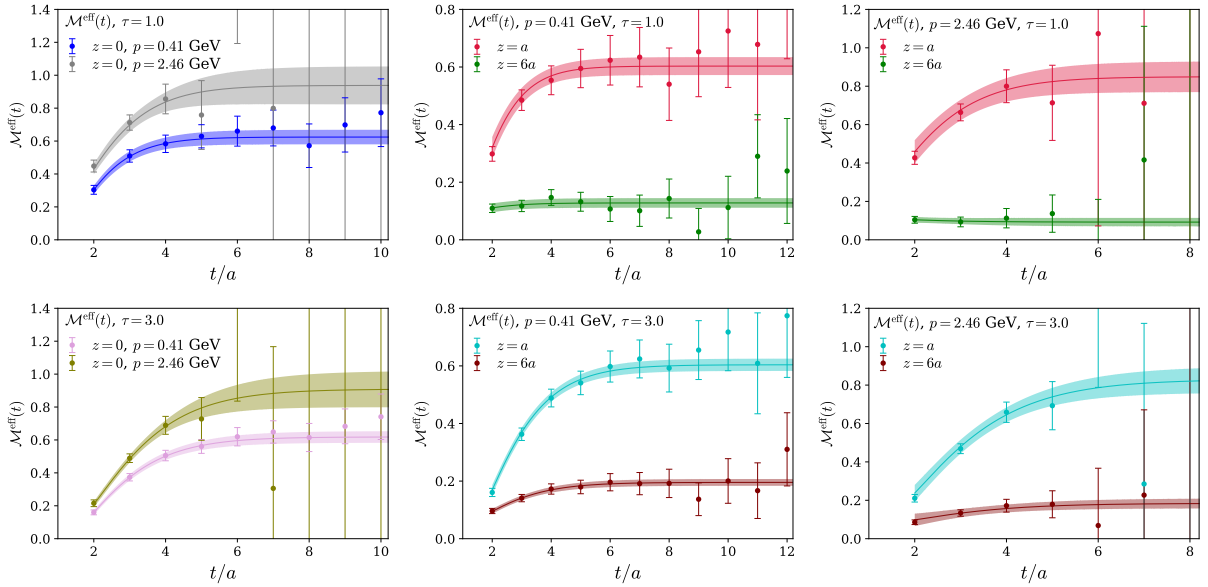 ℳ^eff(t), τ = 1.0
z = 0, p = 0.41 GeV
z = 0, p = 2.46 GeV
ℳ^eff(t)
0.0 0.2 0.4 0.6 0.8 1.0 1.2 1.4
2 4 6 8 10
t/a
ℳ^eff(t), p = 0.41 GeV, τ = 1.0
z = a
z = 6a
ℳ^eff(t)
0.0 0.2 0.4 0.6 0.8
2 4 6 8 10 12
t/a
ℳ^eff(t), p = 2.46 GeV, τ = 1.0
z = a
z = 6a
ℳ^eff(t)
0.0 0.2 0.4 0.6 0.8 1.0 1.2
2 4 6 8
t/a
ℳ^eff(t), τ = 3.0
z = 0, p = 0.41 GeV
z = 0, p = 2.46 GeV
ℳ^eff(t)
0.0 0.2 0.4 0.6 0.8 1.0 1.2 1.4
2 4 6 8 10
t/a
ℳ^eff(t), p = 0.41 GeV, τ = 3.0
z = a
z = 6a
ℳ^eff(t)
0.0 0.2 0.4 0.6 0.8
2 4 6 8 10 12
t/a
ℳ^eff(t), p = 2.46 GeV, τ = 3.0
z = a
z = 6a
ℳ^eff(t)
0.0 0.2 0.4 0.6 0.8 1.0 1.2
2 4 6 8
t/a